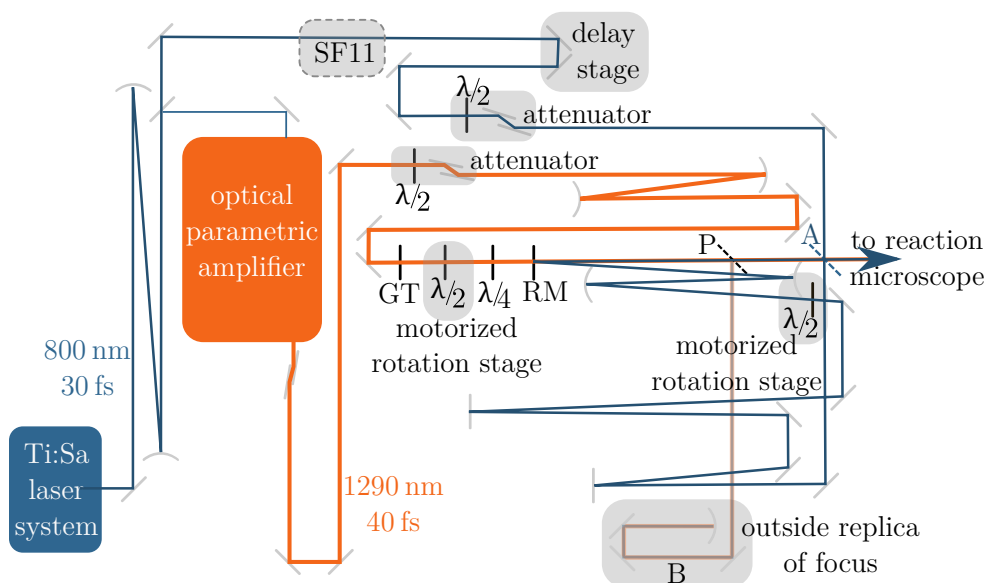 SF11
delay
stage
λ/2
attenuator
optical
parametric
amplifier
attenuator
λ/2
P
A
to reaction
microscope
GT
λ/2
λ/4
RM
λ/2
motorized
rotation stage
motorized
rotation stage
800 nm
30 fs
Ti:Sa
laser
system
1290 nm
40 fs
outside replica
of focus
B